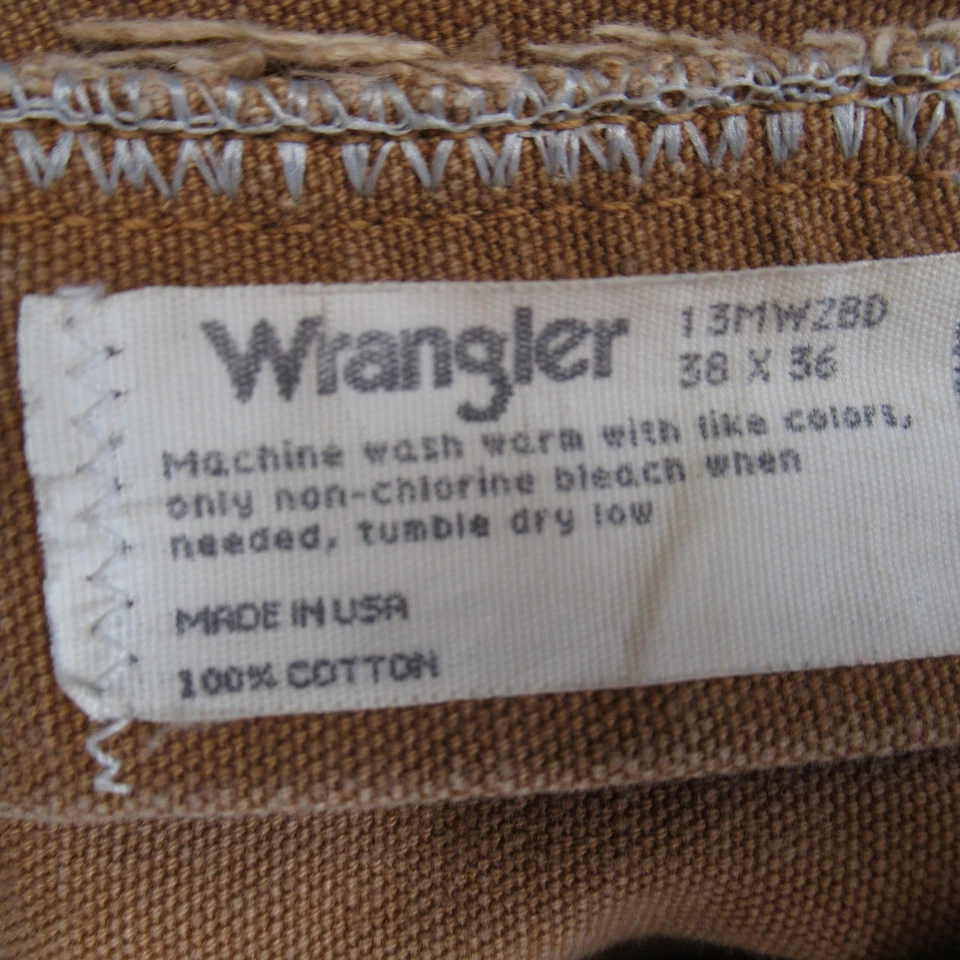 Wrangler
13MWZBD
38 X 36
Machine wash warm with like colors,
only non-chlorine bleach when
needed, tumble dry low
MADE IN USA
100% COTTON